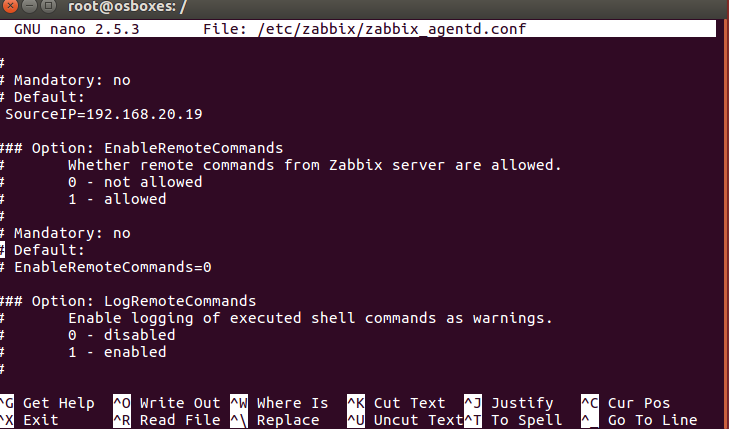 root@osboxes: /
GNU nano 2.5.3 File: /etc/zabbix/zabbix_agentd.conf
#
# Mandatory: no
# Default:
SourceIP=192.168.20.19
### Option: EnableRemoteCommands
# Whether remote commands from Zabbix server are allowed.
# 0 - not allowed
# 1 - allowed
#
# Mandatory: no
# Default:
# EnableRemoteCommands=0
### Option: LogRemoteCommands
# Enable logging of executed shell commands as warnings.
# 0 - disabled
# 1 - enabled
#
^G Get Help ^O Write Out ^W Where Is ^K Cut Text ^J Justify ^C Cur Pos
^X Exit ^R Read File ^\ Replace ^U Uncut Text ^T To Spell ^_ Go To Line